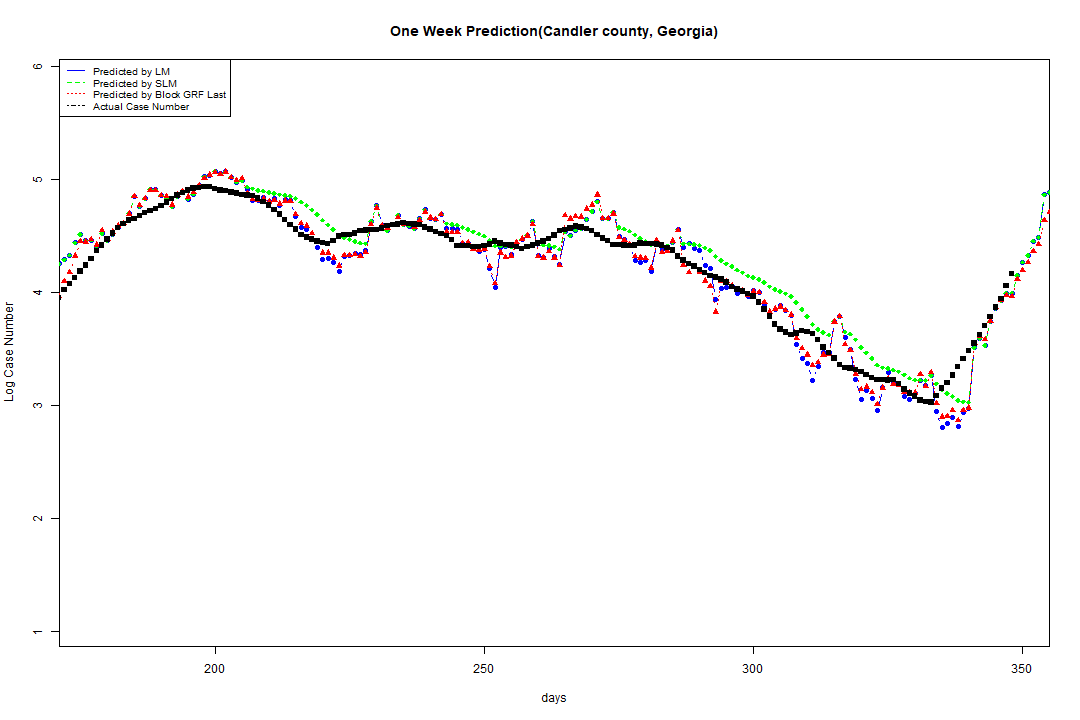 One Week Prediction(Candler county, Georgia)
Predicted by LM
Predicted by SLM
Predicted by Block GRF Last
Actual Case Number
6
5
4
3
2
1
Log Case Number
200
250
300
350
days